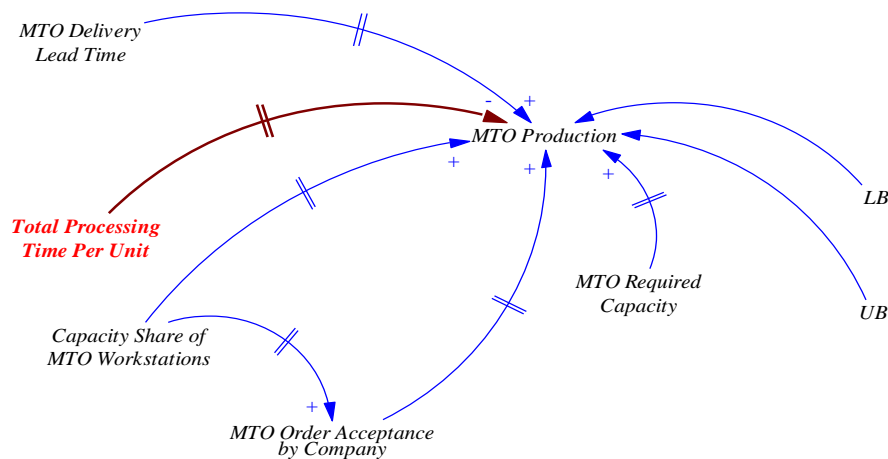 MTO Delivery
Lead Time
-
+
MTO Production
+
+
+
LB
Total Processing
Time Per Unit
MTO Required
Capacity
UB
Capacity Share of
MTO Workstations
+
MTO Order Acceptance
by Company